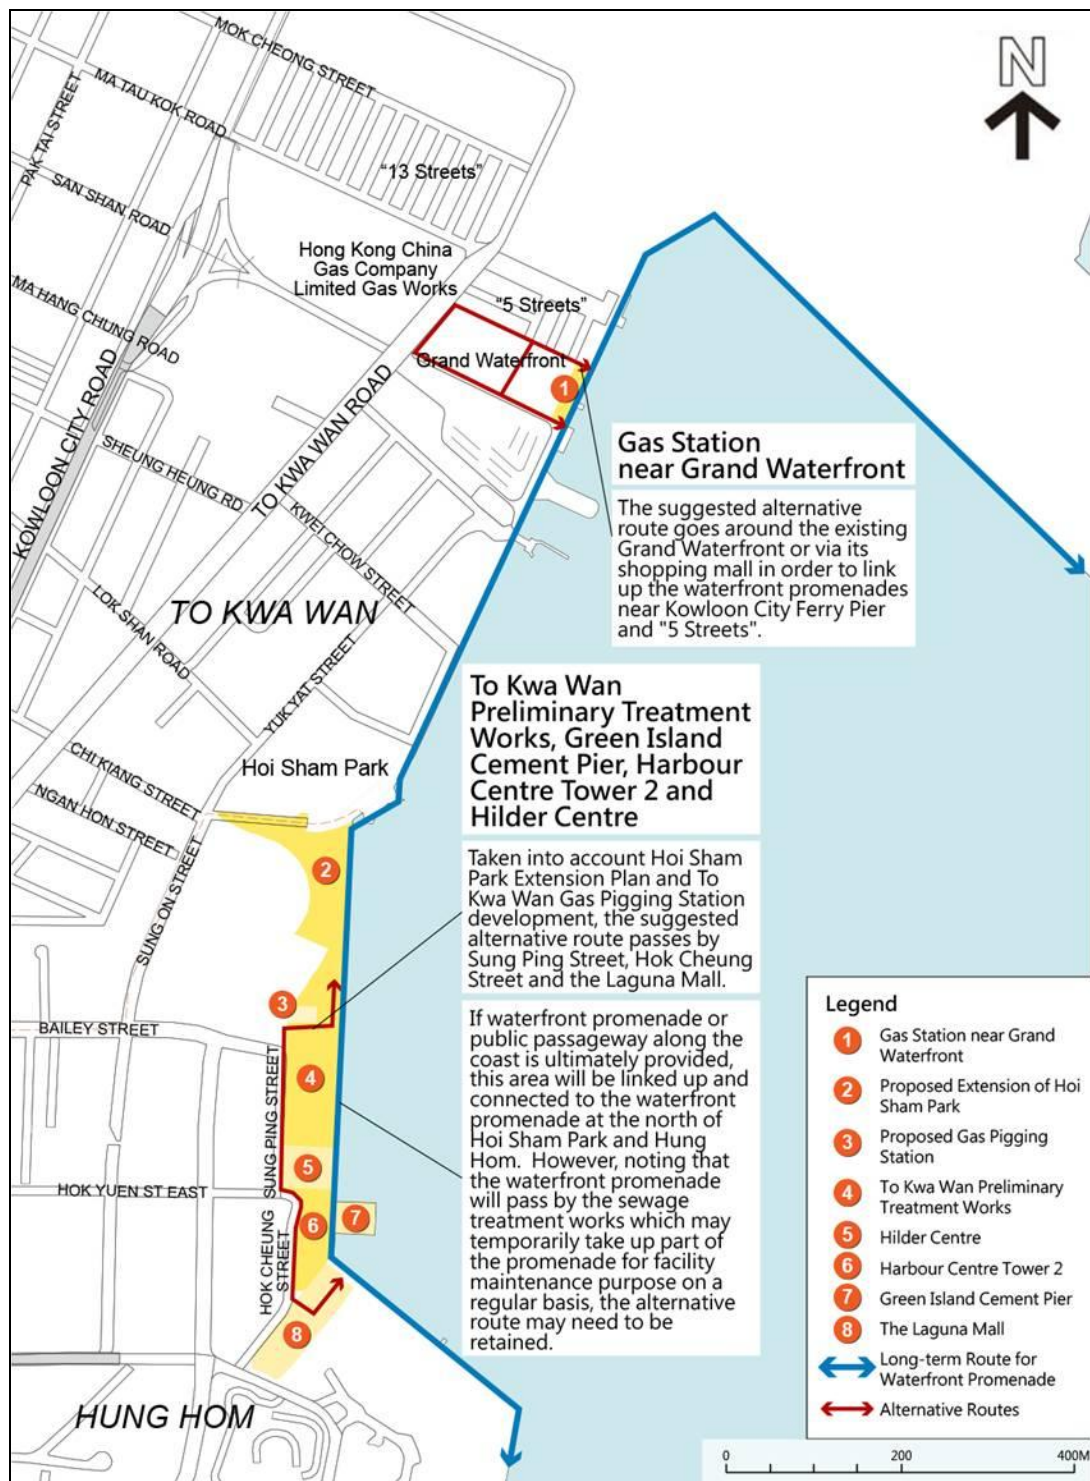 N
MOK CHEONG STREET
MA TAU KOK ROAD
PAK TAI STREET
"13 Streets"
SAN SHAN ROAD
Hong Kong China
Gas Company
Limited Gas Works
MA HANG CHUNG ROAD
"5 Streets"
Grand Waterfront
1
KOWLOON CITY ROAD
TO KWA WAN ROAD
SHEUNG HEUNG RD
KWEI CHOW STREET
Gas Station
near Grand Waterfront
The suggested alternative
route goes around the existing
Grand Waterfront or via its
shopping mall in order to link
up the waterfront promenades
near Kowloon City Ferry Pier
and "5 Streets".
LOK SHAN ROAD
TO KWA WAN
YUK YAT STREET
To Kwa Wan
Preliminary Treatment
Works, Green Island
Cement Pier, Harbour
Centre Tower 2 and
Hilder Centre
CHI KIANG STREET
Hoi Sham Park
NGAN HON STREET
2
Taken into account Hoi Sham
Park Extension Plan and To
Kwa Wan Gas Pigging Station
development, the suggested
alternative route passes by
Sung Ping Street, Hok Cheung
Street and the Laguna Mall.
SUNG ON STREET
3
BAILEY STREET
4
SUNG PING STREET
If waterfront promenade or
public passageway along the
coast is ultimately provided,
this area will be linked up and
connected to the waterfront
promenade at the north of
Hoi Sham Park and Hung
Hom. However, noting that
the waterfront promenade
will pass by the sewage
treatment works which may
temporarily take up part of
the promenade for facility
maintenance purpose on a
regular basis, the alternative
route may need to be
retained.
5
HOK YUEN ST EAST
6
7
HOK CHEUNG
STREET
8
HUNG HOM
Legend
1 Gas Station near Grand
Waterfront
2 Proposed Extension of Hoi
Sham Park
3 Proposed Gas Pigging
Station
4 To Kwa Wan Preliminary
Treatment Works
5 Hilder Centre
6 Harbour Centre Tower 2
7 Green Island Cement Pier
8 The Laguna Mall
Long-term Route for
Waterfront Promenade
Alternative Routes
0 200 400M